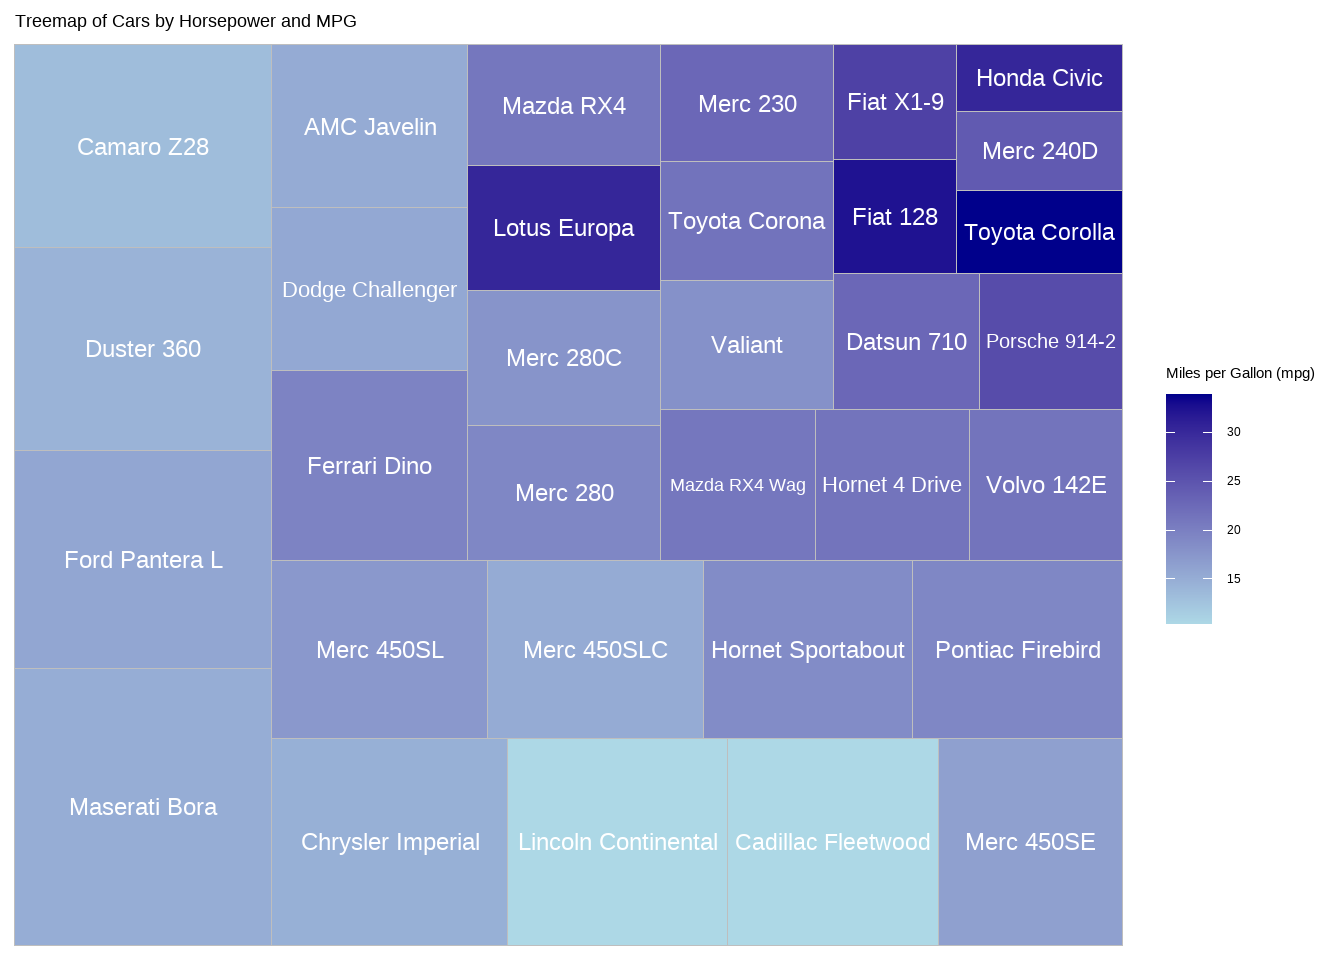 Treemap of Cars by Horsepower and MPG
Camaro Z28
Duster 360
Ford Pantera L
Maserati Bora
AMC Javelin
Dodge Challenger
Ferrari Dino
Mazda RX4
Lotus Europa
Merc 280C
Merc 280
Merc 230
Toyota Corona
Valiant
Fiat X1-9
Fiat 128
Honda Civic
Merc 240D
Toyota Corolla
Datsun 710
Porsche 914-2
Mazda RX4 Wag
Hornet 4 Drive
Volvo 142E
Merc 450SL
Merc 450SLC
Hornet Sportabout
Pontiac Firebird
Chrysler Imperial
Lincoln Continental
Cadillac Fleetwood
Merc 450SE
Miles per Gallon (mpg)
30
25
20
15